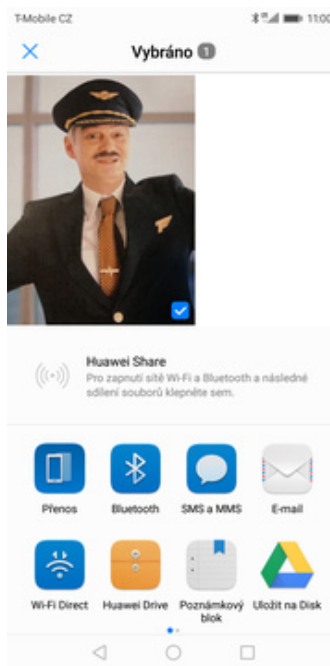 T-Mobile CZ
11:00
Vybráno 1
Huawei Share
Pro zapnutí sítě Wi-Fi a Bluetooth a následné
sdílení souborů klepněte sem.
Přenos
Bluetooth
SMS a MMS
E-mail
Wi-Fi Direct
Huawei Drive
Poznámkový
blok
Uložit na Disk